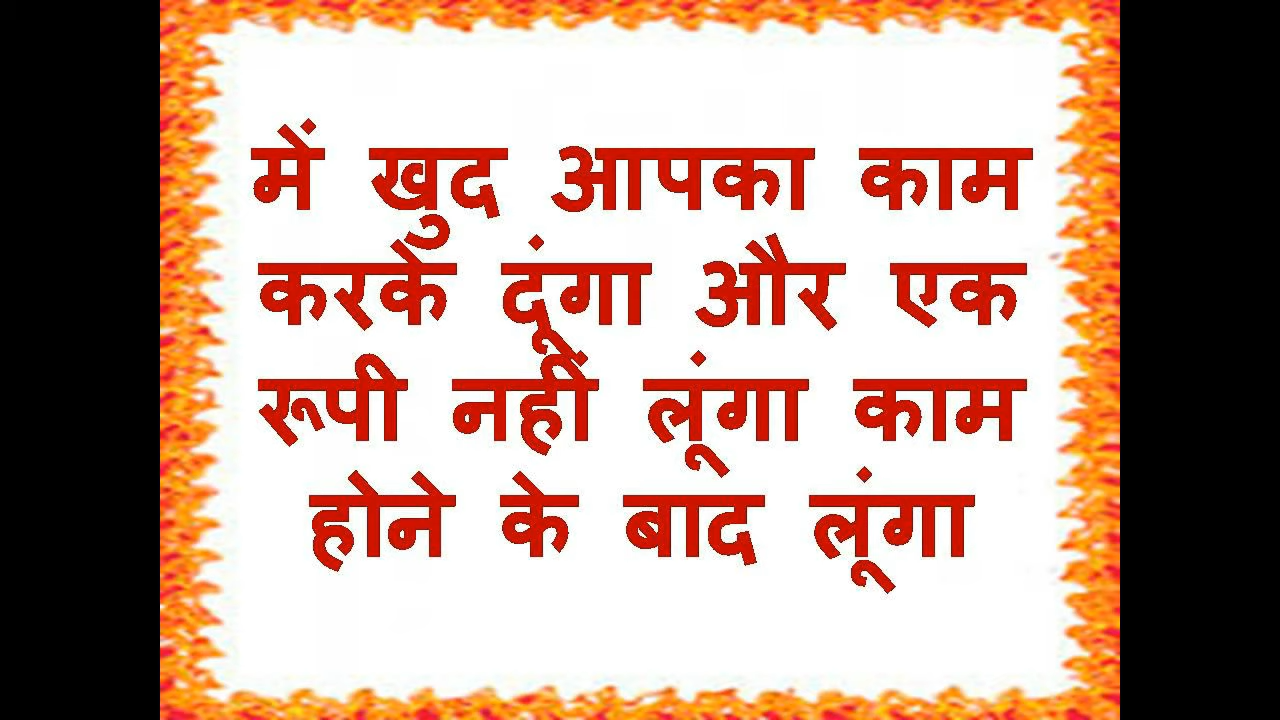 में खुद आपका काम
करके दूंगा और एक
रूपी नहीं लूंगा काम
होने के बाद लूंगा